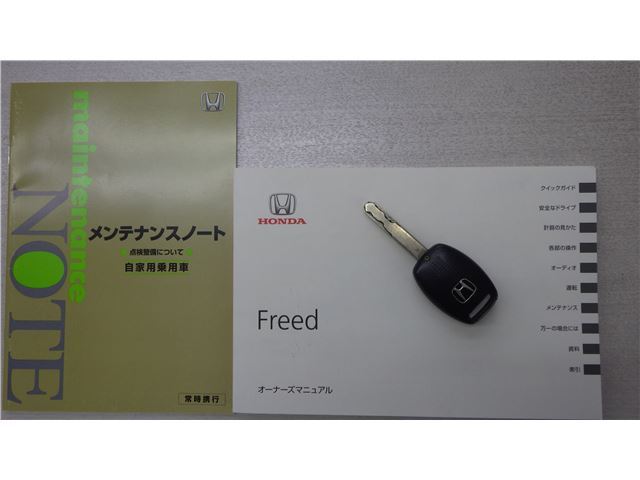 maintenance
NOTE
メンテナンスノート
点検整備について
自家用乗用車
常時携行
HONDA
Freed
オーナーズマニュアル
クイックガイド
安全なドライブ
計器の見かた
各部の操作
オーディオ
運転
メンテナンス
万一の場合には
資料
索引